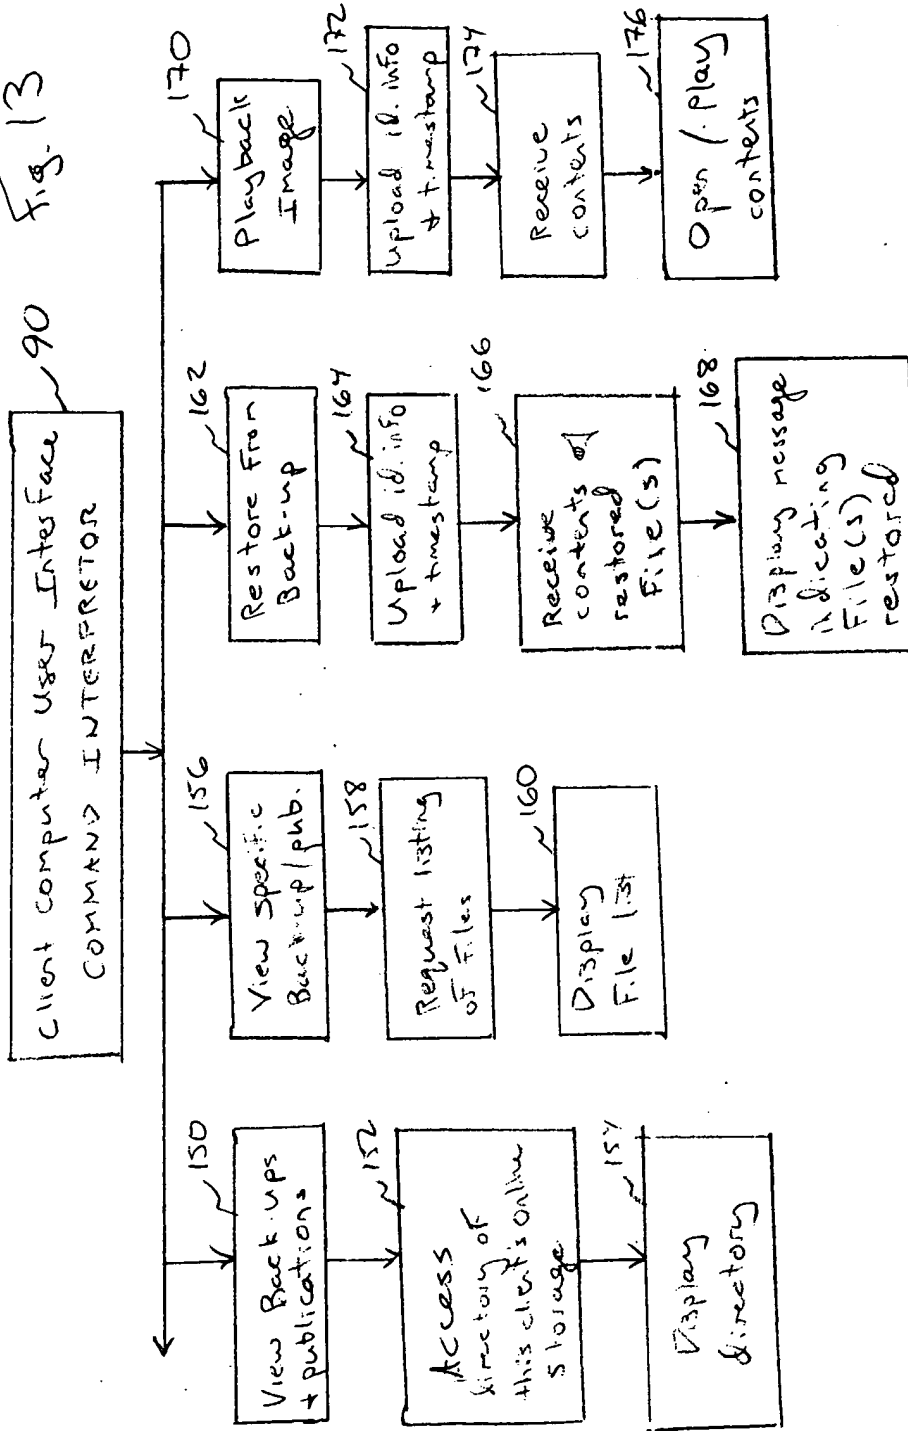 Fig. 13
Client Computer User Interface
COMMAND INTERPRETOR
90
150
View Back-ups
+ publications
152
Access
directory of
this client's online
storage
154
Display
directory
156
View Specific
Back-up/pub.
158
Request listing
of Files
160
Display
File list
162
Restore From
Back-up
164
Upload id. info
+ timestamp
166
Receive
contents of
restored
File(s)
168
Display message
indicating
File(s)
restored
170
Playback
Image
172
Upload id. info
+ timestamp
174
Receive
contents
176
Open / Play
contents